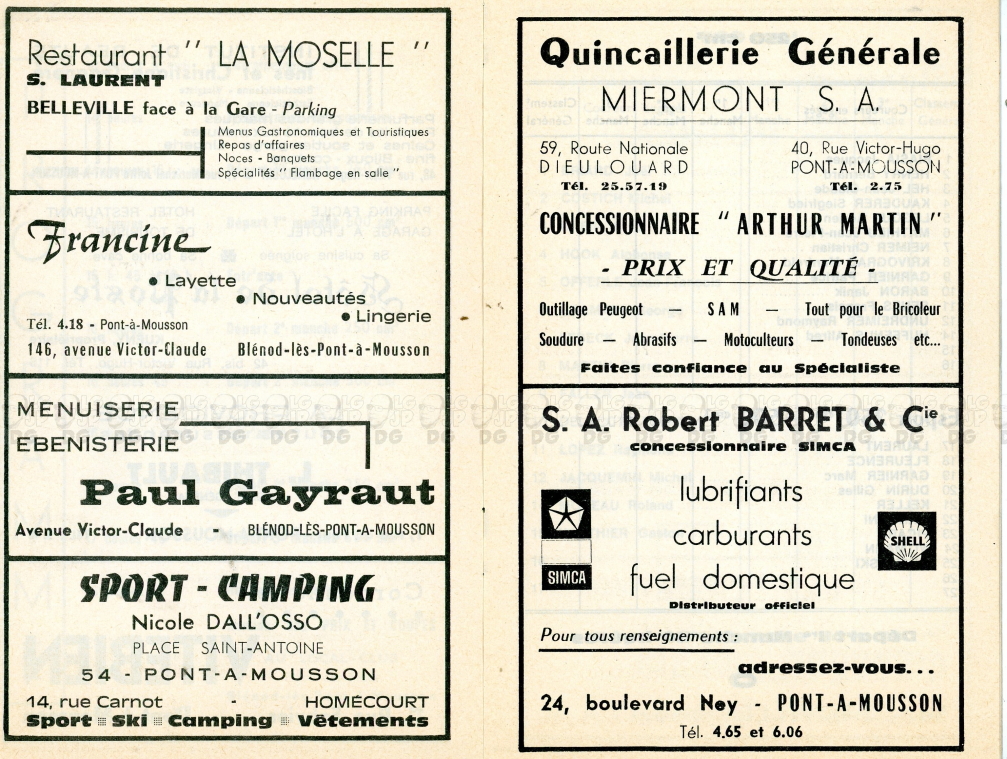 Restaurant " LA MOSELLE "
S. LAURENT
BELLEVILLE face à la Gare - Parking
Menus Gastronomiques et Touristiques
Repas d'affaires
Noces - Banquets
Spécialités " Flambage en salle "
Francine
• Layette
• Nouveautés
• Lingerie
Tél. 4.18 - Pont-à-Mousson
146, avenue Victor-Claude Blénod-lès-Pont-à-Mousson
MENUISERIE
EBENISTERIE
Paul Gayraut
Avenue Victor-Claude - BLÉNOD-LÈS-PONT-A-MOUSSON
SPORT - CAMPING
Nicole DALL'OSSO
PLACE SAINT-ANTOINE
54 - PONT-A-MOUSSON
14, rue Carnot - HOMÉCOURT
Sport Ski Camping Vêtements
Quincaillerie Générale
MIERMONT S. A.
59, Route Nationale 40, Rue Victor-Hugo
DIEULOUARD PONT-A-MOUSSON
Tél. 25.57.19 Tél. 2.75
CONCESSIONNAIRE " ARTHUR MARTIN "
- PRIX ET QUALITÉ
Outillage Peugeot — SAM — Tout pour le Bricoleur
Soudure — Abrasifs — Motoculteurs — Tondeuses etc...
Faites confiance au Spécialiste
S. A. Robert BARRET & Cie
concessionnaire SIMCA
lubrifiants
carburants
SIMCA
SHELL
fuel domestique
Distributeur officiel
Pour tous renseignements :
adressez-vous...
24, boulevard Ney - PONT-A-MOUSSON
Tél. 4.65 et 6.06